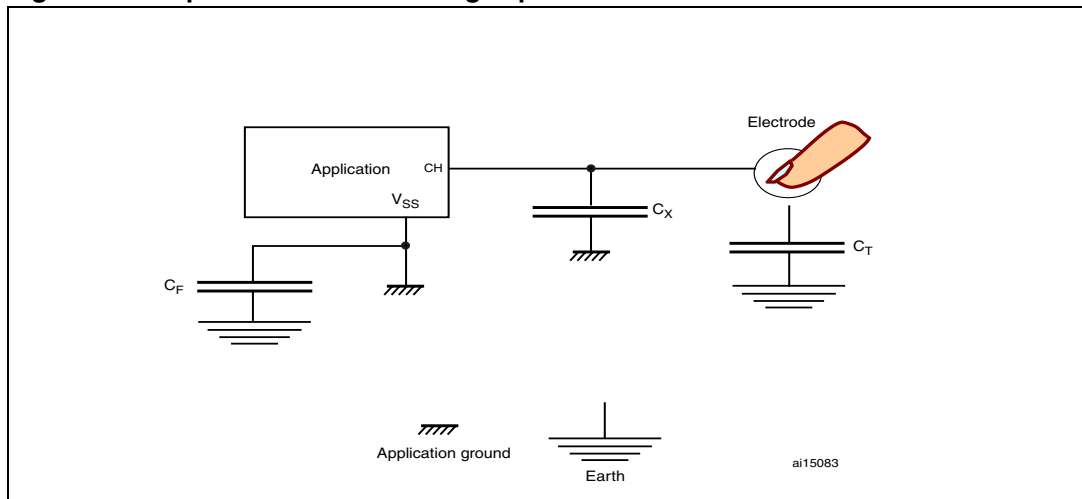 Electrode
Application
CH
VSS
CX
CT
CF
Application ground
Earth
ai15083